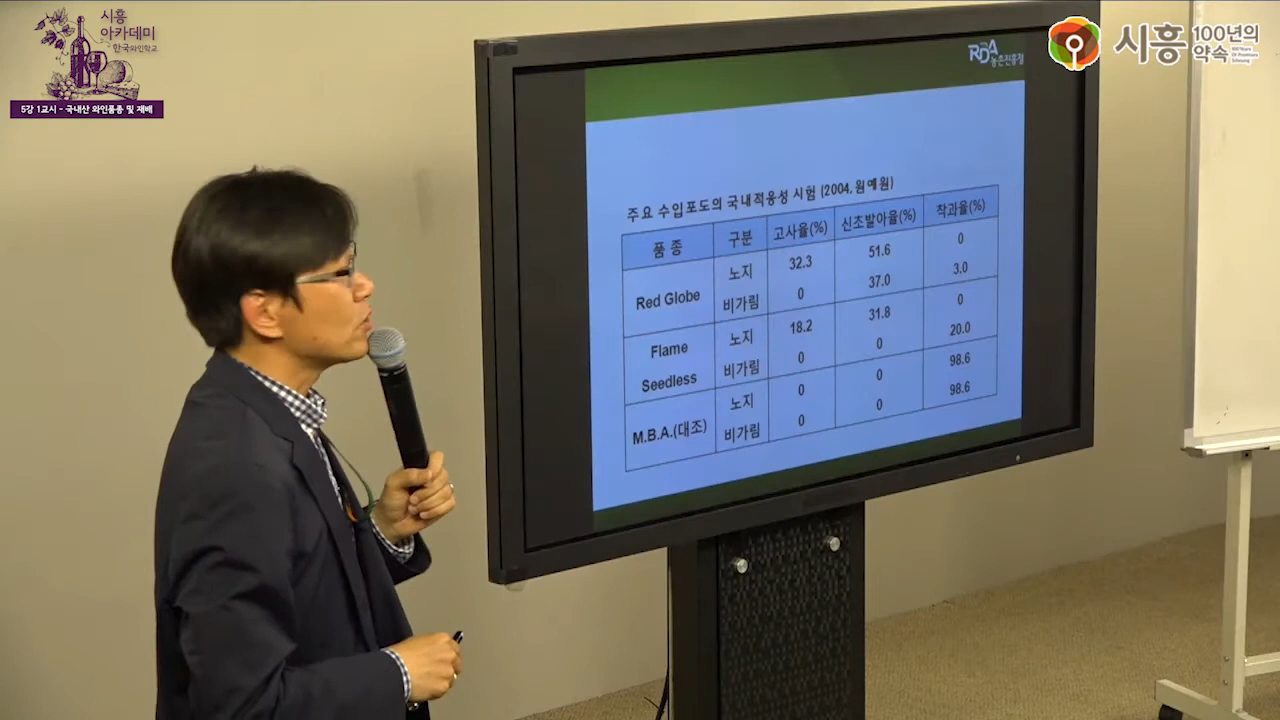 시흥
아카데미
한국와인학교
5강 1교시 - 국내산 와인품종 및 재배
시흥 100년의 약속
RDA 농촌진흥청
주요 수입포도의 국내적응성 시험 (2004, 원예원)
품 종 구분 고사율(%) 신초발아율(%) 착과율(%)
Red Globe 노지 32.3 51.6 0
비가림 0 37.0 3.0
Flame Seedless 노지 18.2 31.8 0
비가림 0 0 20.0
M.B.A.(대조) 노지 0 0 98.6
비가림 0 0 98.6